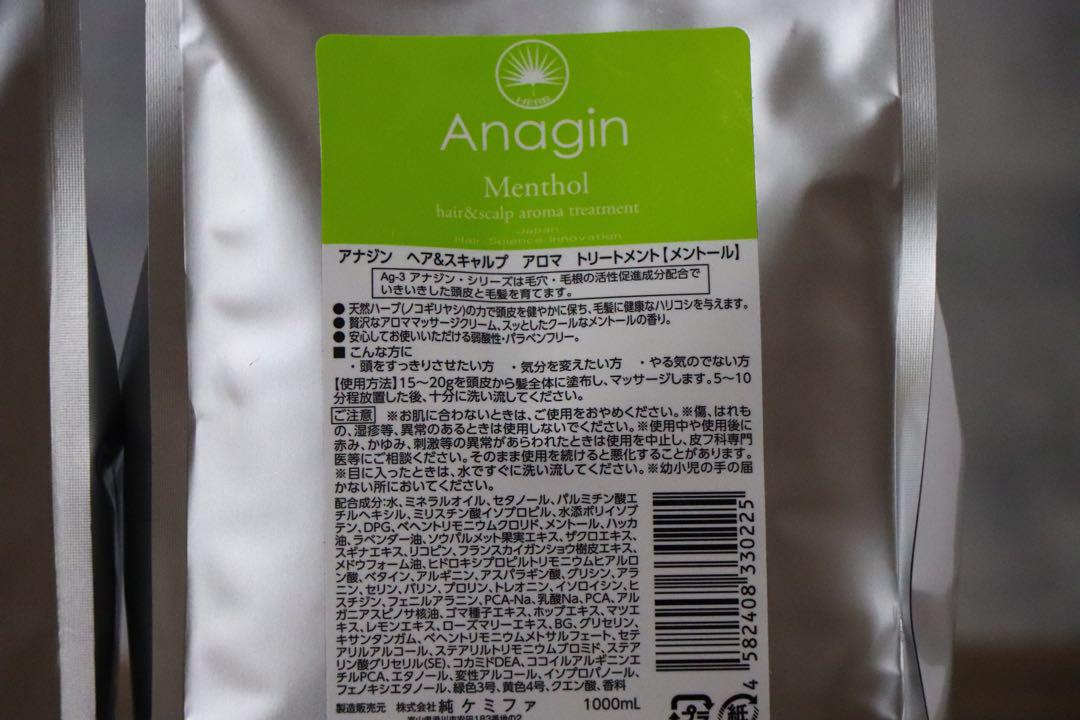 HERB
Anagin
Menthol
hair&scalp aroma treatment
Japan
Hair Science Innovation
アナジン ヘア&スキャルプ アロマ トリートメント【メントール】
Ag-3 アナジン・シリーズは毛穴・毛根の活性促進成分配合で
いきいきした頭皮と毛髪を育てます。
● 天然ハーブ(ノコギリヤシ)の力で頭皮を健やかに保ち、毛髪に健康なハリコシを与えます。
● 贅沢なアロママッサージクリーム、スッとしたクールなメントールの香り。
● 安心してお使いいただける弱酸性・パラベンフリー。
■ こんな方に
・頭をすっきりさせたい方 ・気分を変えたい方 ・やる気のでない方
【使用方法】15〜20gを頭皮から髪全体に塗布し、マッサージします。5〜10
分程放置した後、十分に洗い流してください。
ご注意 ※お肌に合わないときは、ご使用をおやめください。※傷、はれも
の、湿疹等、異常のあるときは使用しないでください。※使用中や使用後に
赤み、かゆみ、刺激等の異常があらわれたときは使用を中止し、皮フ科専門
医等にご相談ください。そのまま使用を続けると悪化することがあります。
※目に入ったときは、水ですぐに洗い流してください。※幼小児の手の届
かない所においてください。
配合成分:水、ミネラルオイル、セタノール、パルミチン酸エ
チルヘキシル、ミリスチン酸イソプロピル、水添ポリイソブ
テン、DPG、ベヘントリモニウムクロリド、メントール、ハッカ
油、ラベンダー油、ソウパルメット果実エキス、ザクロエキス、
スギナエキス、リコピン、フランスカイガンショウ樹皮エキス、
メドウフォーム油、ヒドロキシプロピルトリモニウムヒアルロ
ン酸、ベタイン、アルギニン、アスパラギン酸、グリシン、アラ
ニン、セリン、バリン、プロリン、トレオニン、イソロイシン、ヒ
スチジン、フェニルアラニン、PCA-Na、乳酸Na、PCA、アル
ガニアスピノサ核油、ゴマ種子エキス、ホップエキス、マツエ
キス、レモンエキス、ローズマリーエキス、BG、グリセリン、
キサンタンガム、ベヘントリモニウムメトサルフェート、セテ
アリルアルコール、ステアリルトリモニウムブロミド、ステア
リン酸グリセリル(SE)、コカミドDEA、ココイルアルギニンエ
チルPCA、エタノール、変性アルコール、イソプロパノール、
フェノキシエタノール、緑色3号、黄色4号、クエン酸、香料
4 582408 330225
製造販売元 株式会社 純ケミファ 1000mL
紙